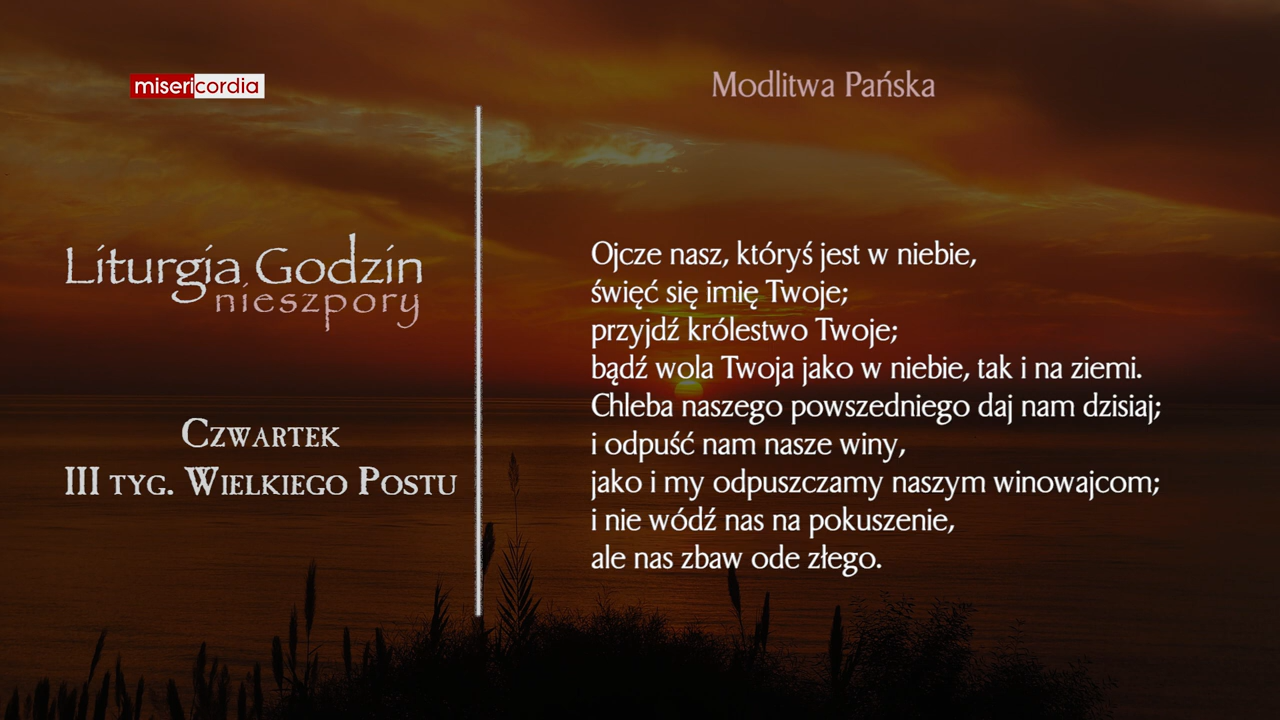 misericordia
Liturgia Godzin
nieszpory
Czwartek
III tyg. Wielkiego Postu
Modlitwa Pańska
Ojcze nasz, któryś jest w niebie,
święć się imię Twoje;
przyjdź królestwo Twoje;
bądź wola Twoja jako w niebie, tak i na ziemi.
Chleba naszego powszedniego daj nam dzisiaj;
i odpuść nam nasze winy,
jako i my odpuszczamy naszym winowajcom;
i nie wódź nas na pokuszenie,
ale nas zbaw ode złego.